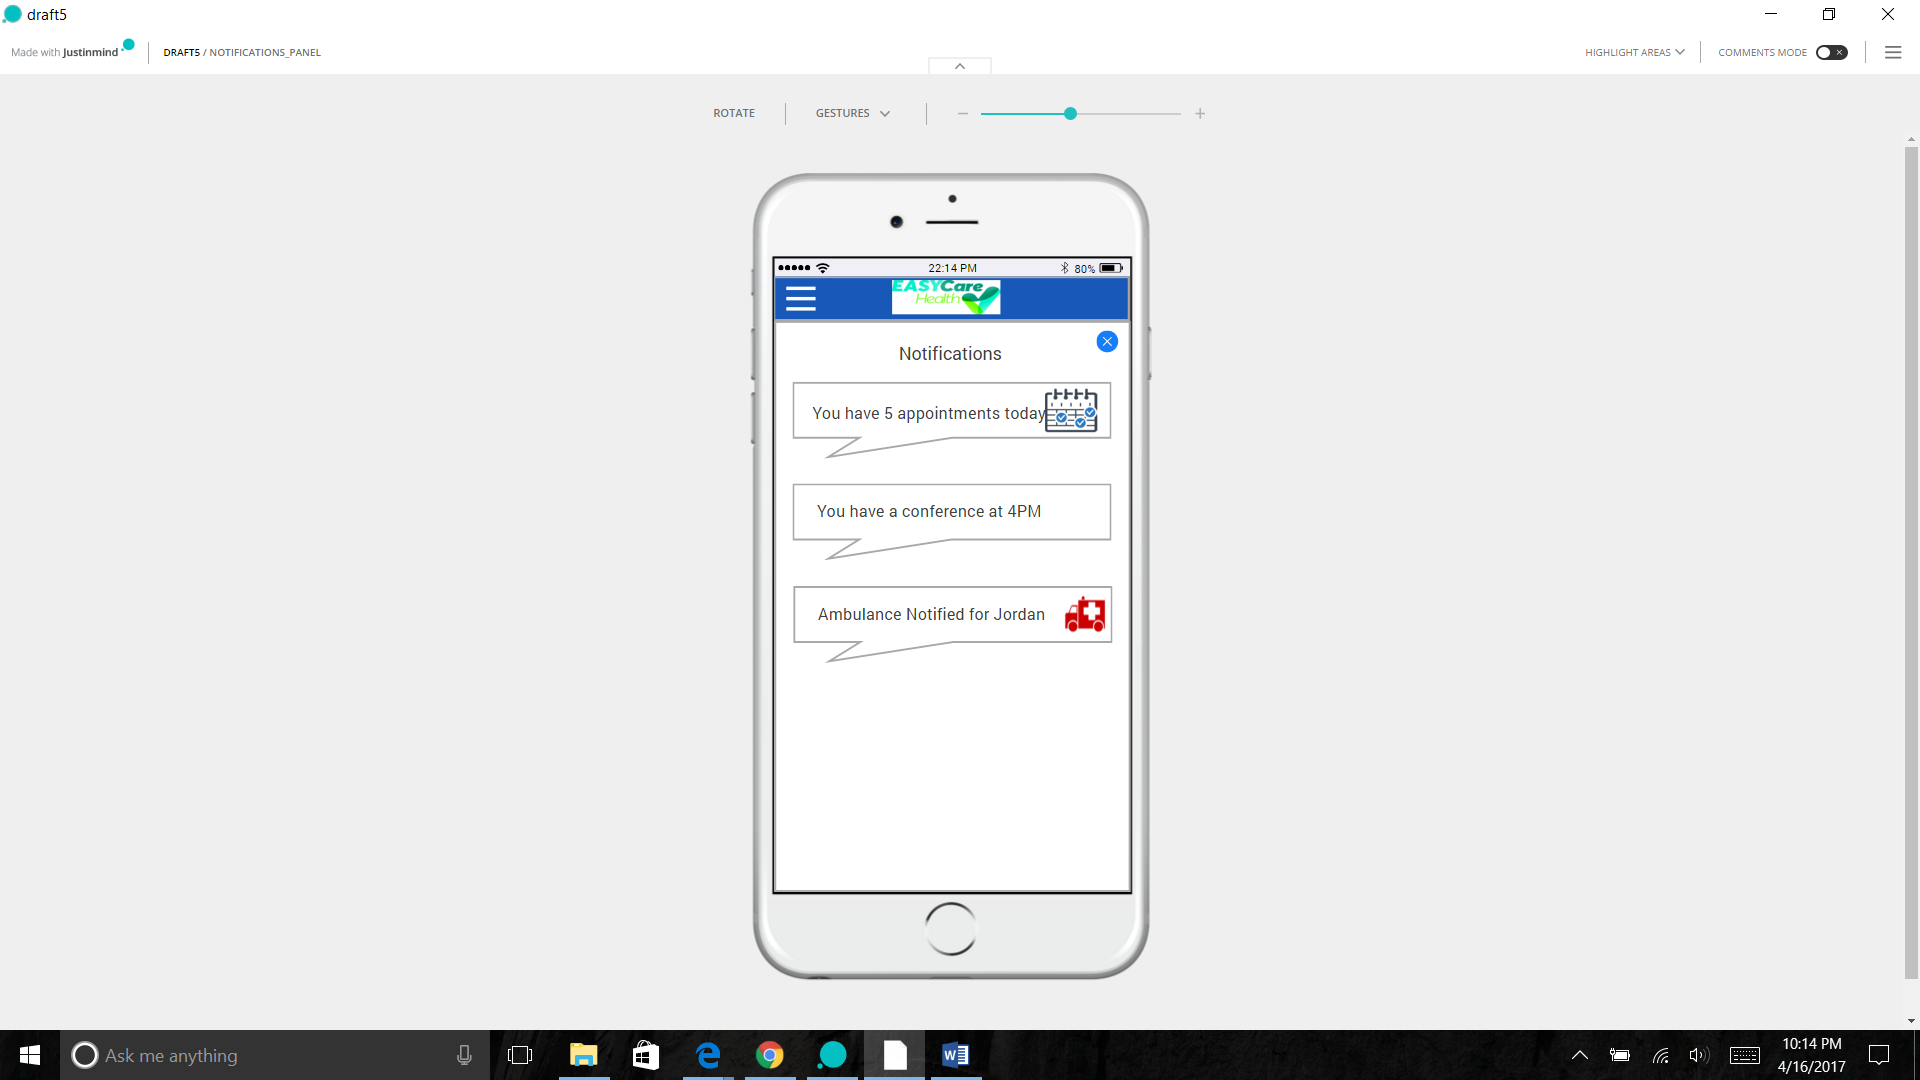 draft5
Made with Justinmind
DRAFT5 / NOTIFICATIONS_PANEL
HIGHLIGHT AREAS
COMMENTS MODE
ROTATE
GESTURES
22:14 PM
80%
EASYCare
Health
Notifications
You have 5 appointments today
You have a conference at 4PM
Ambulance Notified for Jordan
Ask me anything
10:14 PM
4/16/2017